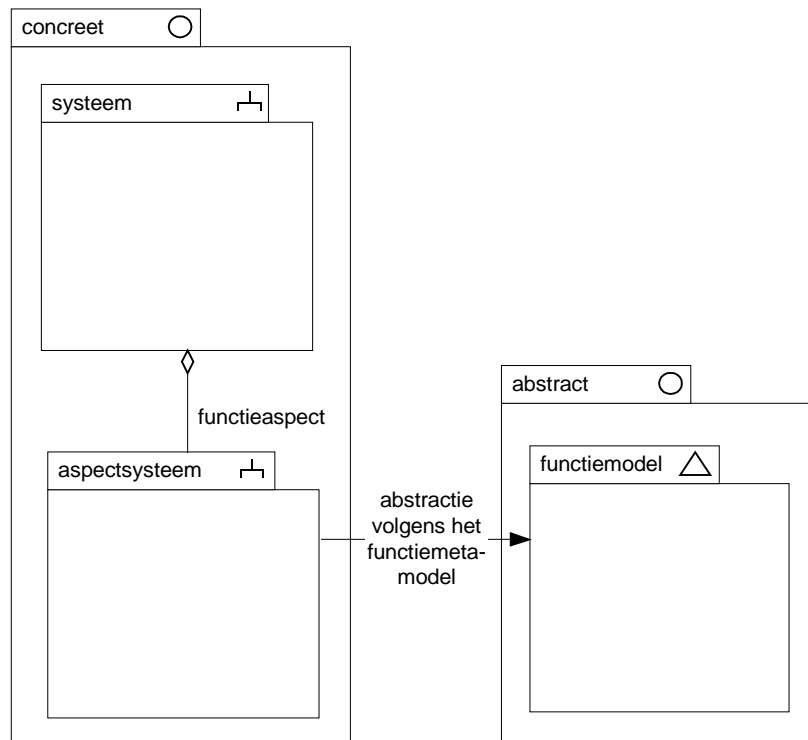 concreet
systeem
functieaspect
abstract
aspectsysteem
functiemodel
abstractie
volgens het
functiemeta-
model